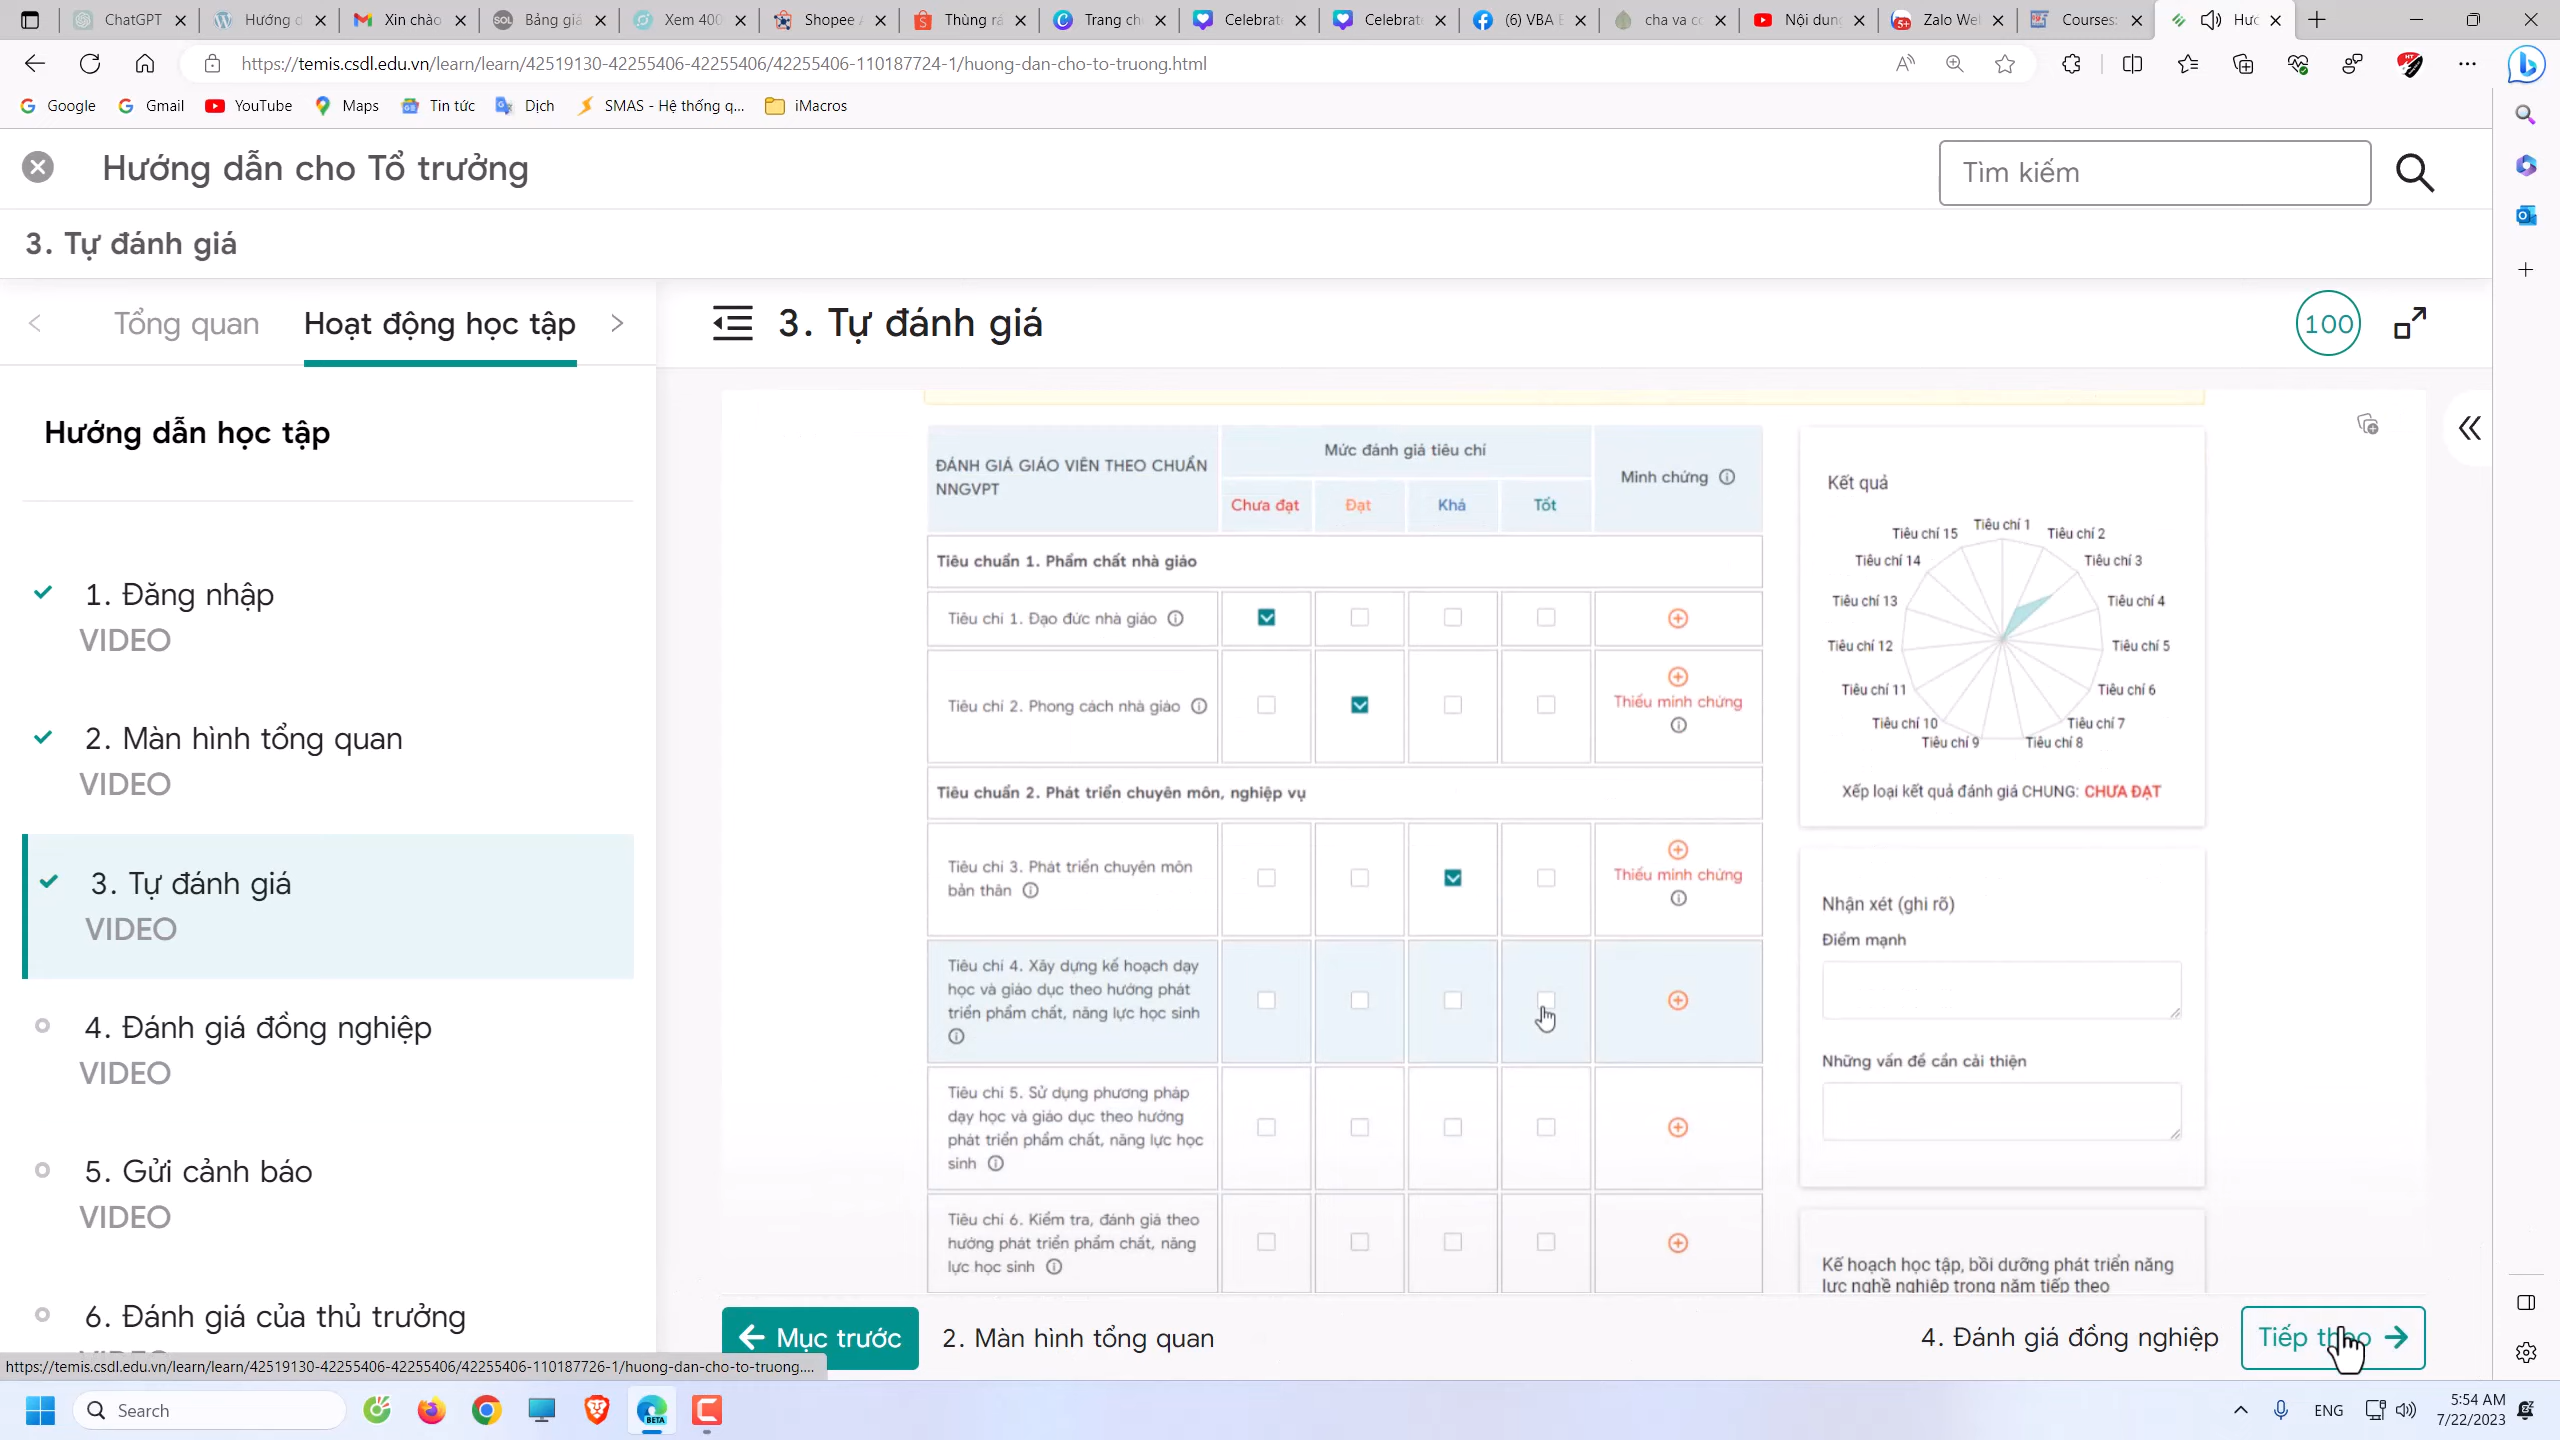 ChatGPT
Hướng d
Xin chào
Bảng giá
Xem 400
Shopee A
Thùng rá
Trang ch
Celebrat
Celebrat
(6) VBA E
cha va co
Nội dung
Zalo We
Courses:
Hướ
https://temis.csdl.edu.vn/learn/learn/42519130-42255406-42255406/42255406-110187724-1/huong-dan-cho-to-truong.html
Google
Gmail
YouTube
Maps
Tin tức
Dịch
SMAS - Hệ thống q...
iMacros
Hướng dẫn cho Tổ trưởng
Tìm kiếm
3. Tự đánh giá
Tổng quan
Hoạt động học tập
3. Tự đánh giá
100
Hướng dẫn học tập
1. Đăng nhập
VIDEO
2. Màn hình tổng quan
VIDEO
3. Tự đánh giá
VIDEO
4. Đánh giá đồng nghiệp
VIDEO
5. Gửi cảnh báo
VIDEO
6. Đánh giá của thủ trưởng
ĐÁNH GIÁ GIÁO VIÊN THEO CHUẨN
NNGVPT
Mức đánh giá tiêu chí
Chưa đạt
Đạt
Khá
Tốt
Minh chứng
Tiêu chuẩn 1. Phẩm chất nhà giáo
Tiêu chí 1. Đạo đức nhà giáo
Tiêu chí 2. Phong cách nhà giáo
Thiếu minh chứng
Tiêu chuẩn 2. Phát triển chuyên môn, nghiệp vụ
Tiêu chí 3. Phát triển chuyên môn
bản thân
Thiếu minh chứng
Tiêu chí 4. Xây dựng kế hoạch dạy
học và giáo dục theo hướng phát
triển phẩm chất, năng lực học sinh
Tiêu chí 5. Sử dụng phương pháp
dạy học và giáo dục theo hướng
phát triển phẩm chất, năng lực học
sinh
Tiêu chí 6. Kiểm tra, đánh giá theo
hướng phát triển phẩm chất, năng
lực học sinh
Kết quả
Tiêu chí 1
Tiêu chí 2
Tiêu chí 3
Tiêu chí 4
Tiêu chí 5
Tiêu chí 6
Tiêu chí 7
Tiêu chí 8
Tiêu chí 9
Tiêu chí 10
Tiêu chí 11
Tiêu chí 12
Tiêu chí 13
Tiêu chí 14
Tiêu chí 15
Xếp loại kết quả đánh giá CHUNG: CHƯA ĐẠT
Nhận xét (ghi rõ)
Điểm mạnh
Những vấn đề cần cải thiện
Kế hoạch học tập, bồi dưỡng phát triển năng
lực nghề nghiệp trong năm tiếp theo
Mục trước
2. Màn hình tổng quan
4. Đánh giá đồng nghiệp
Tiếp theo
https://temis.csdl.edu.vn/learn/learn/42519130-42255406-42255406/42255406-110187726-1/huong-dan-cho-to-truong....
Search
BETA
ENG
5:54 AM
7/22/2023